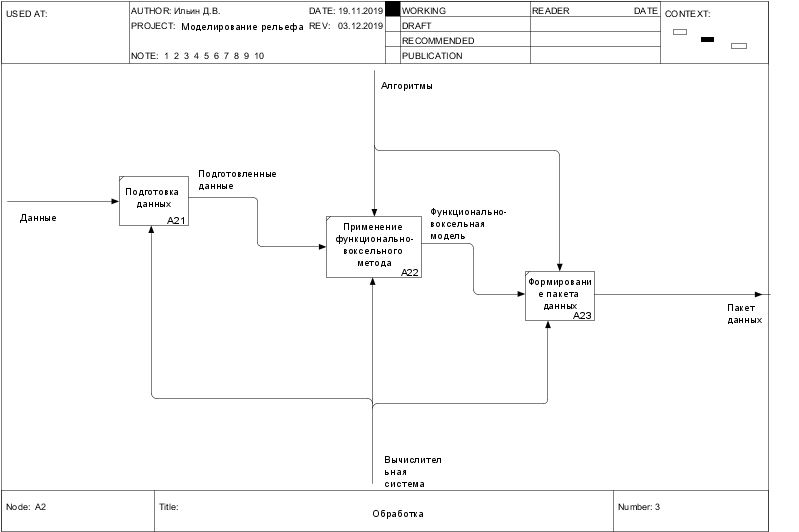 USED AT:
AUTHOR: Ильин Д.В.
DATE: 19.11.2019
PROJECT: Моделирование рельефа
REV: 03.12.2019
NOTE: 1 2 3 4 5 6 7 8 9 10
WORKING
DRAFT
RECOMMENDED
PUBLICATION
READER
DATE
CONTEXT:
Алгоритмы
Данные
Подготовка
данных
A21
Подготовленные
данные
Применение
функционально-
воксельного
метода
A22
Функционально-
воксельная
модель
Формировани
е пакета
данных
A23
Пакет
данных
Вычислител
ьная
система
Node: A2
Title:
Обработка
Number: 3